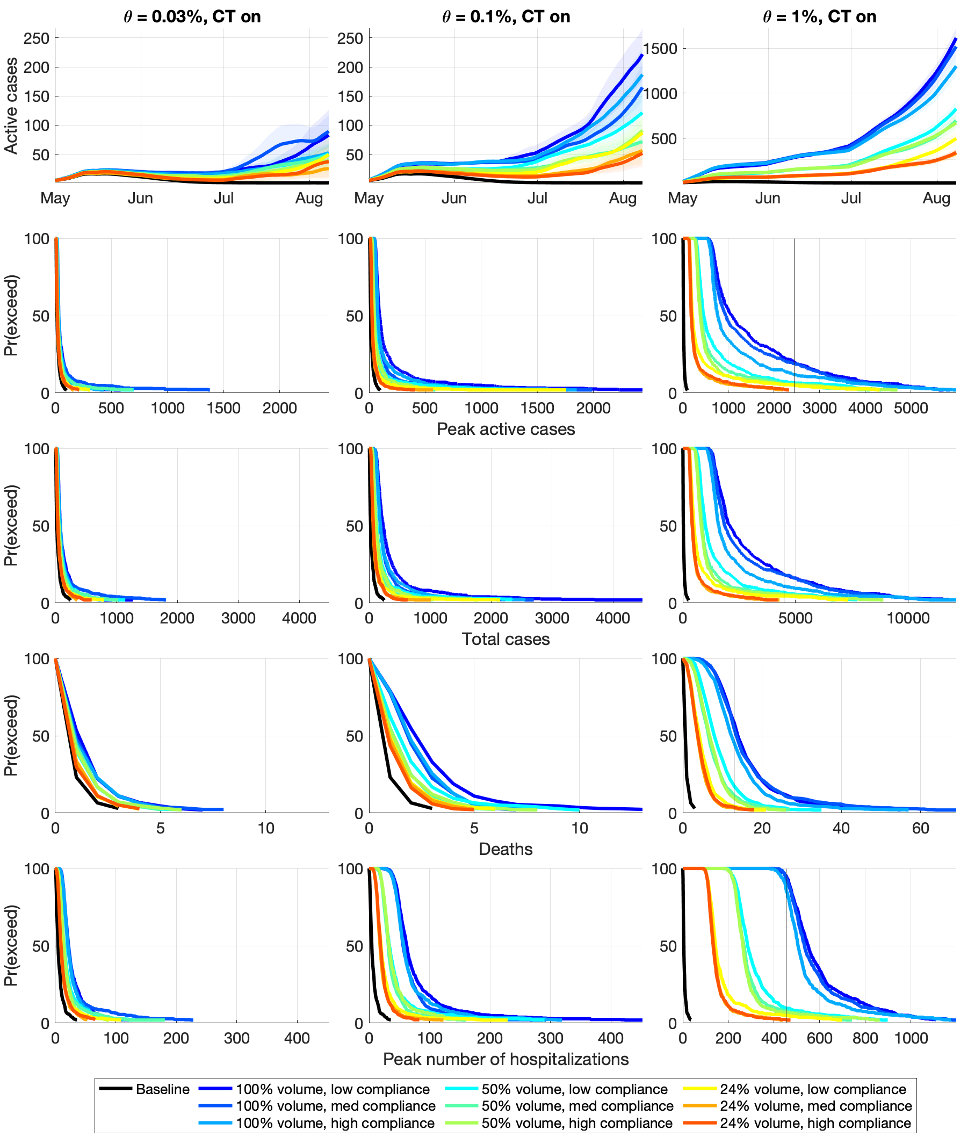 θ = 0.03%, CT on θ = 0.1%, CT on θ = 1%, CT on
Active cases
250 250 1500
200 200
150 150 1000
100 100
50 50 500
May Jun Jul Aug May Jun Jul Aug May Jun Jul Aug
Pr(exceed)
100 100 100
50 50 50
0 0 0
0 500 1000 1500 2000 0 500 1000 1500 2000 0 1000 2000 3000 4000 5000
Peak active cases
Pr(exceed)
100 100 100
50 50 50
0 0 0
0 1000 2000 3000 4000 0 1000 2000 3000 4000 0 5000 10000
Total cases
Pr(exceed)
100 100 100
50 50 50
0 0 0
0 5 10 0 5 10 0 20 40 60
Deaths
Pr(exceed)
100 100 100
50 50 50
0 0 0
0 100 200 300 400 0 100 200 300 400 0 200 400 600 800 1000
Peak number of hospitalizations
Baseline 100% volume, low compliance 50% volume, low compliance 24% volume, low compliance
100% volume, med compliance 50% volume, med compliance 24% volume, med compliance
100% volume, high compliance 50% volume, high compliance 24% volume, high compliance